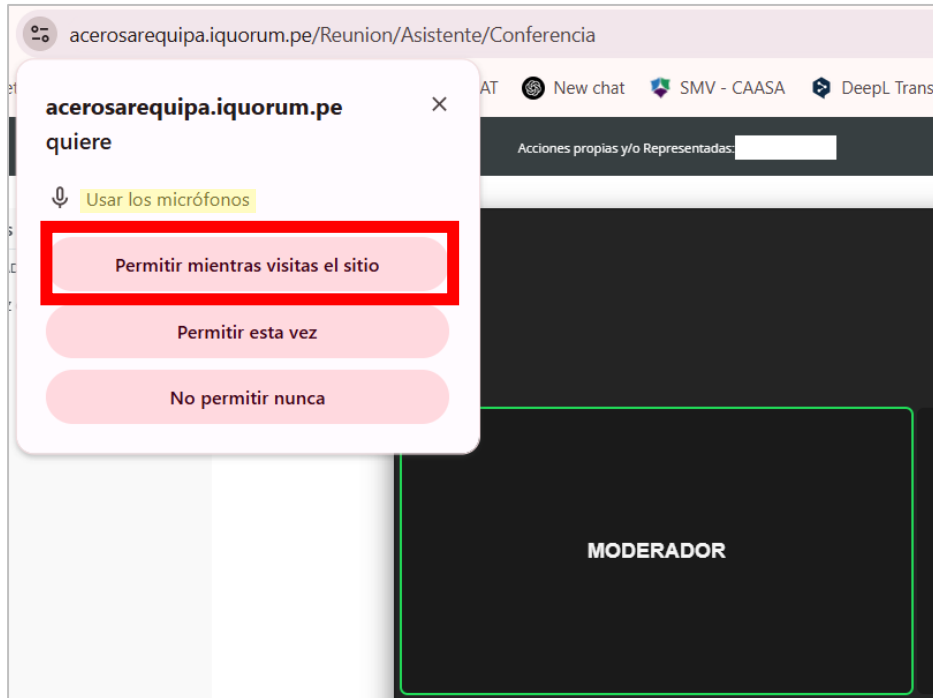 acerosarequipa.iquorum.pe/Reunion/Asistente/Conferencia
AT New chat SMV - CAASA DeepL Trans
acerosarequipa.iquorum.pe
quiere
Acciones propias y/o Representadas:
Usar los micrófonos
Permitir mientras visitas el sitio
Permitir esta vez
No permitir nunca
MODERADOR